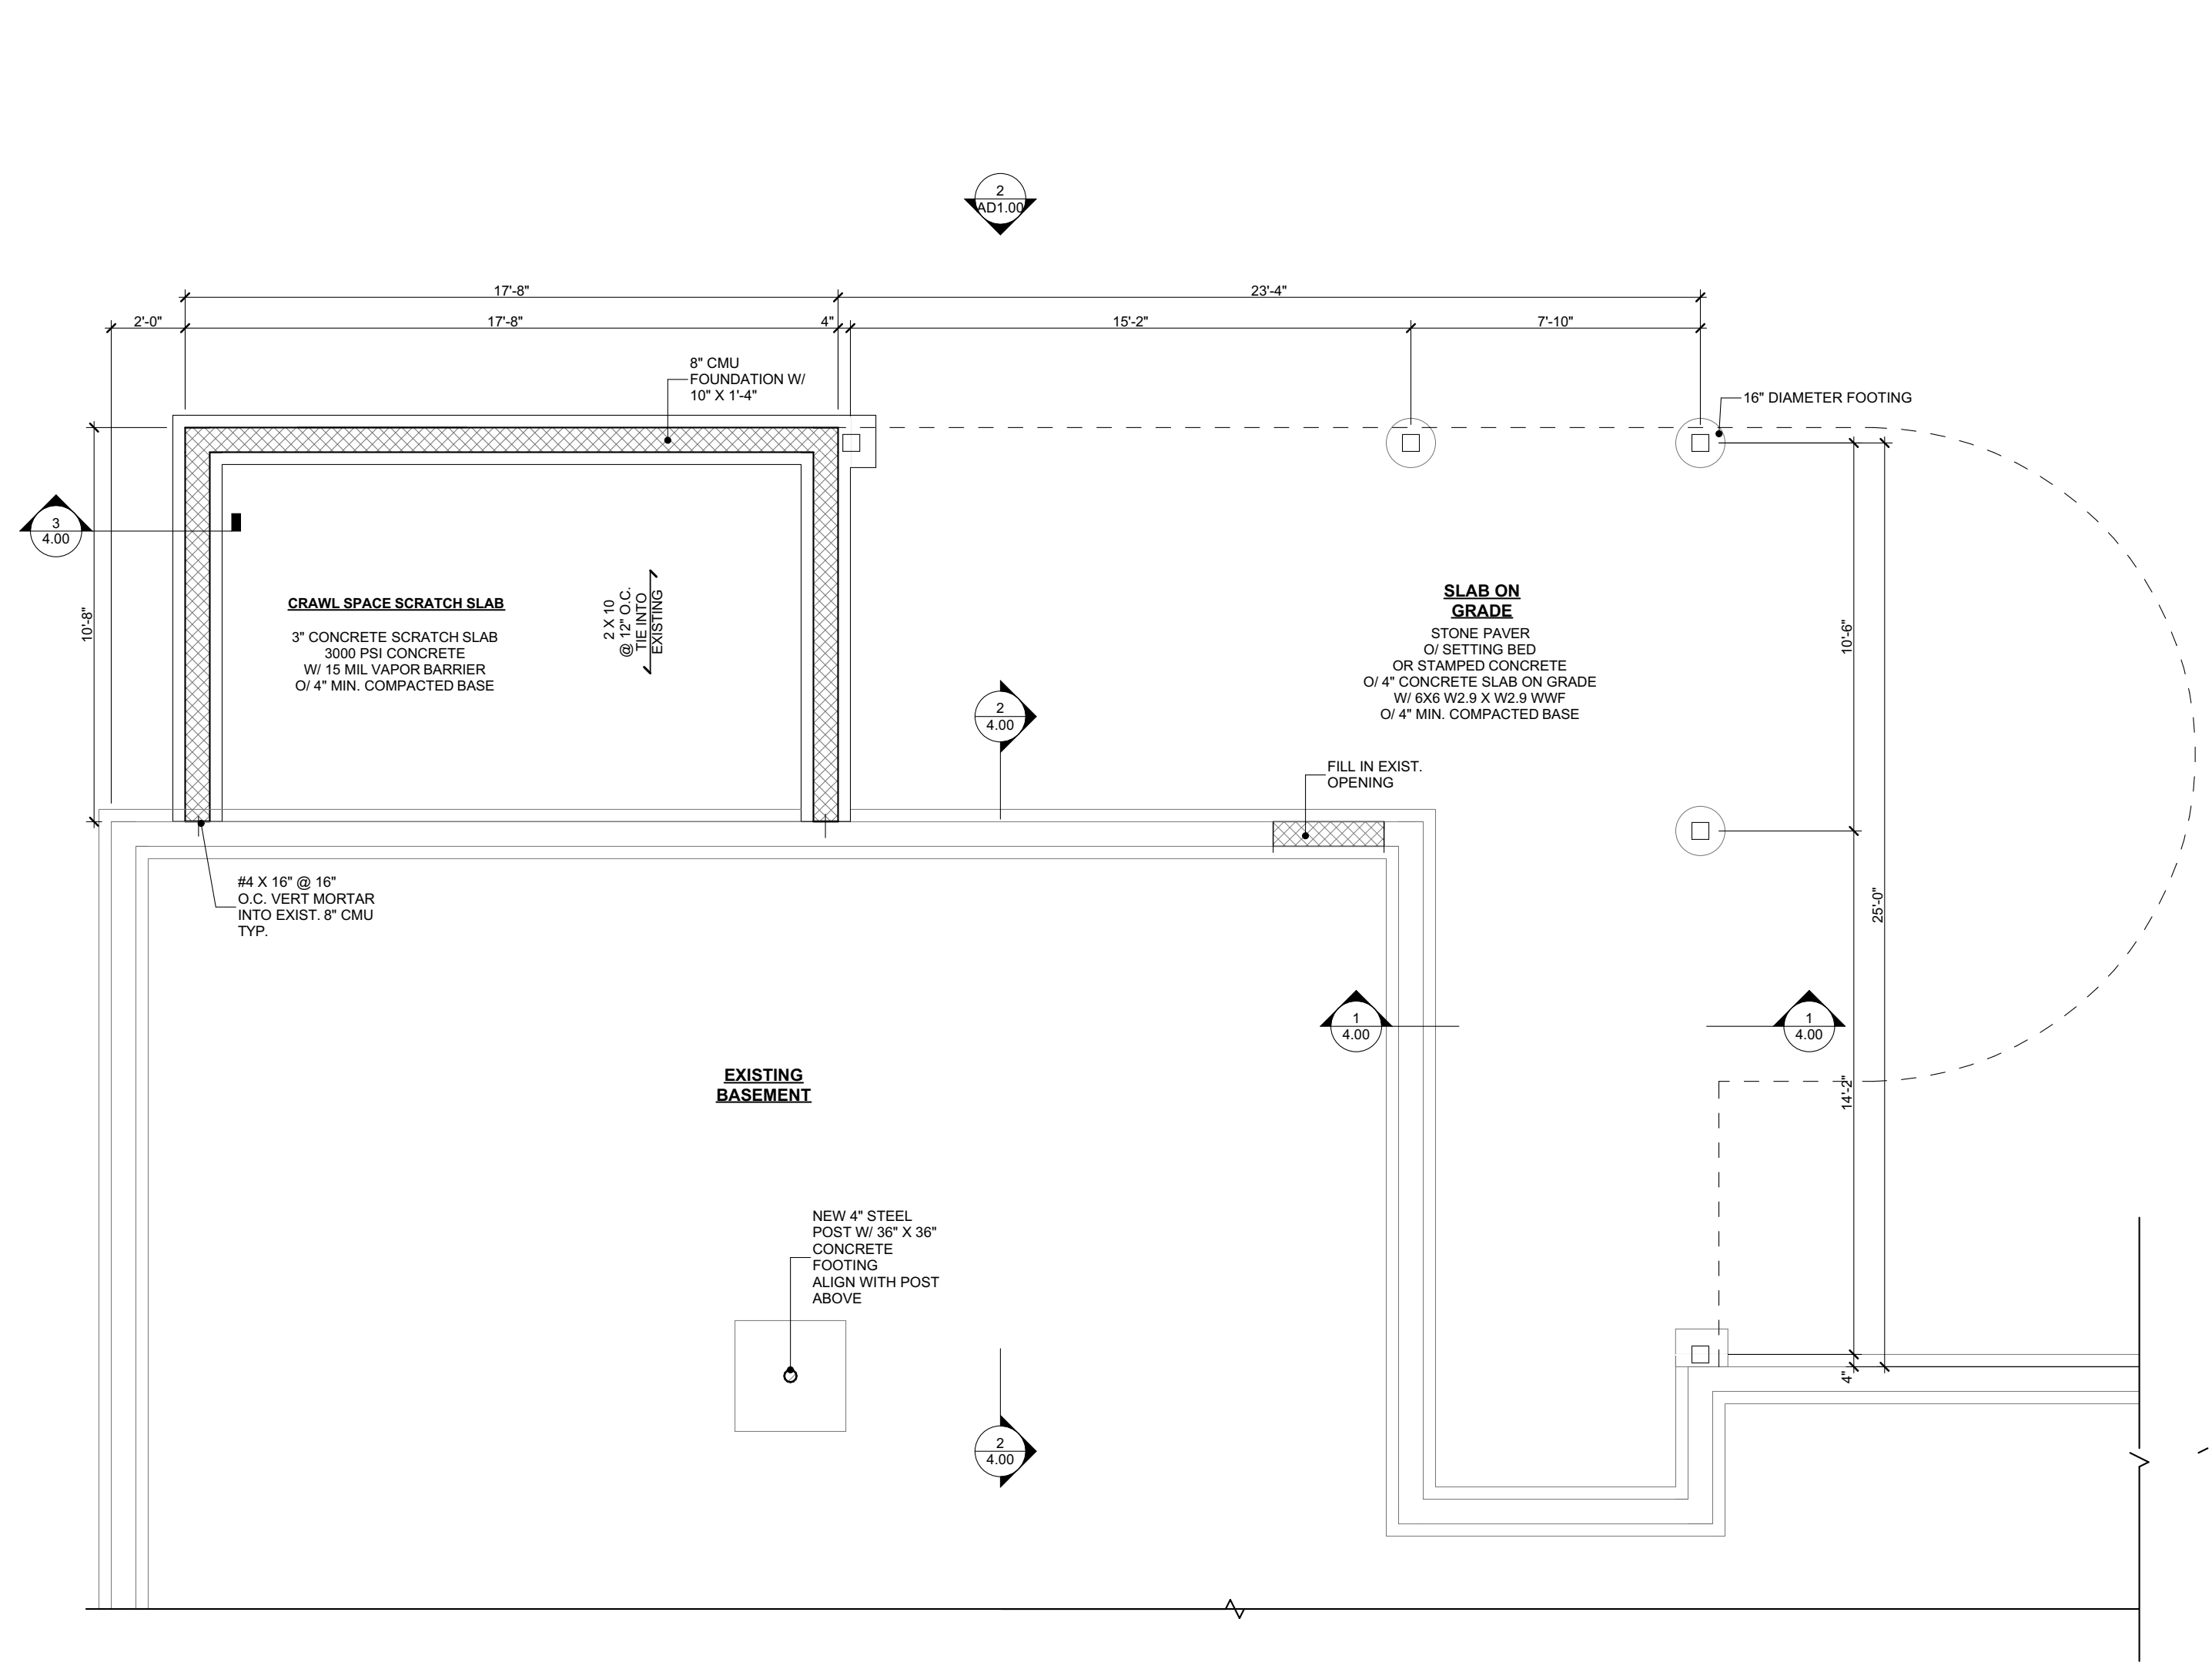 2
AD1.00
17'-8"
23'-4"
2'-0"
17'-8"
4"
15'-2"
7'-10"
8" CMU
FOUNDATION W/
10" X 1'-4"
16" DIAMETER FOOTING
3
4.00
10'-8"
CRAWL SPACE SCRATCH SLAB
3" CONCRETE SCRATCH SLAB
3000 PSI CONCRETE
W/ 15 MIL VAPOR BARRIER
O/ 4" MIN. COMPACTED BASE
2 X 10
@ 12" O.C.
TIE INTO
EXISTING
SLAB ON
GRADE
STONE PAVER
O/ SETTING BED
OR STAMPED CONCRETE
O/ 4" CONCRETE SLAB ON GRADE
W/ 6X6 W2.9 X W2.9 WWF
O/ 4" MIN. COMPACTED BASE
10'-6"
2
4.00
FILL IN EXIST.
OPENING
#4 X 16" @ 16"
O.C. VERT MORTAR
INTO EXIST. 8" CMU
TYP.
25'-0"
1
4.00
1
4.00
EXISTING
BASEMENT
14'-2"
NEW 4" STEEL
POST W/ 36" X 36"
CONCRETE
FOOTING
ALIGN WITH POST
ABOVE
4"
2
4.00